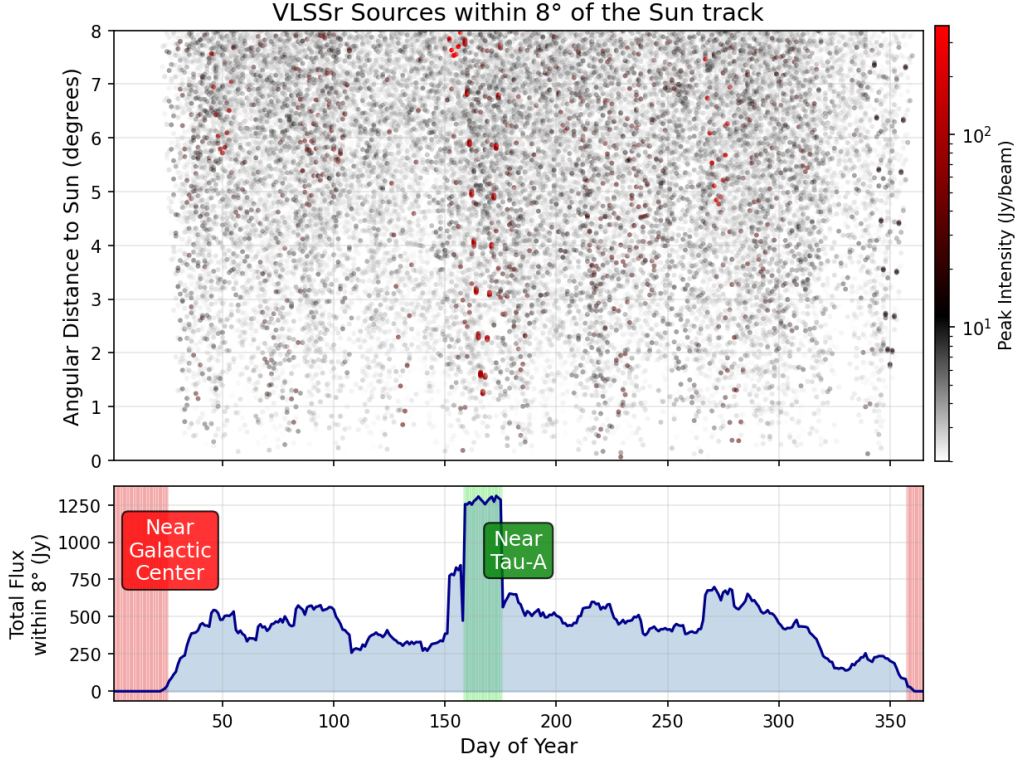 VLSSr Sources within 8° of the Sun track
8
7
6
5
4
3
2
1
0
Angular Distance to Sun (degrees)
10²
10¹
Peak Intensity (Jy/beam)
1250
1000
750
500
250
0
Total Flux
within 8° (Jy)
Near
Galactic
Center
Near
Tau-A
50
100
150
200
250
300
350
Day of Year